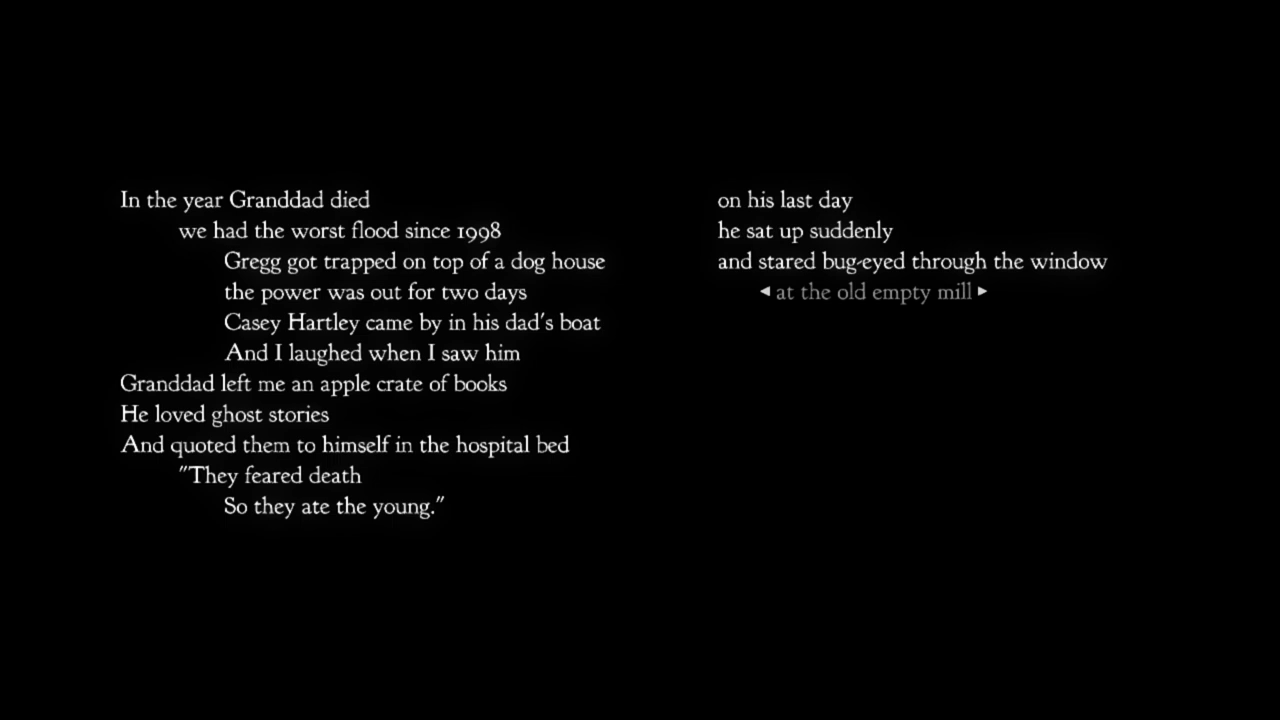 In the year Granddad died
we had the worst flood since 1998
Gregg got trapped on top of a dog house
the power was out for two days
Casey Hartley came by in his dad's boat
And I laughed when I saw him
Granddad left me an apple crate of books
He loved ghost stories
And quoted them to himself in the hospital bed
"They feared death
So they ate the young."
on his last day
he sat up suddenly
and stared bug-eyed through the window
◄ at the old empty mill ►